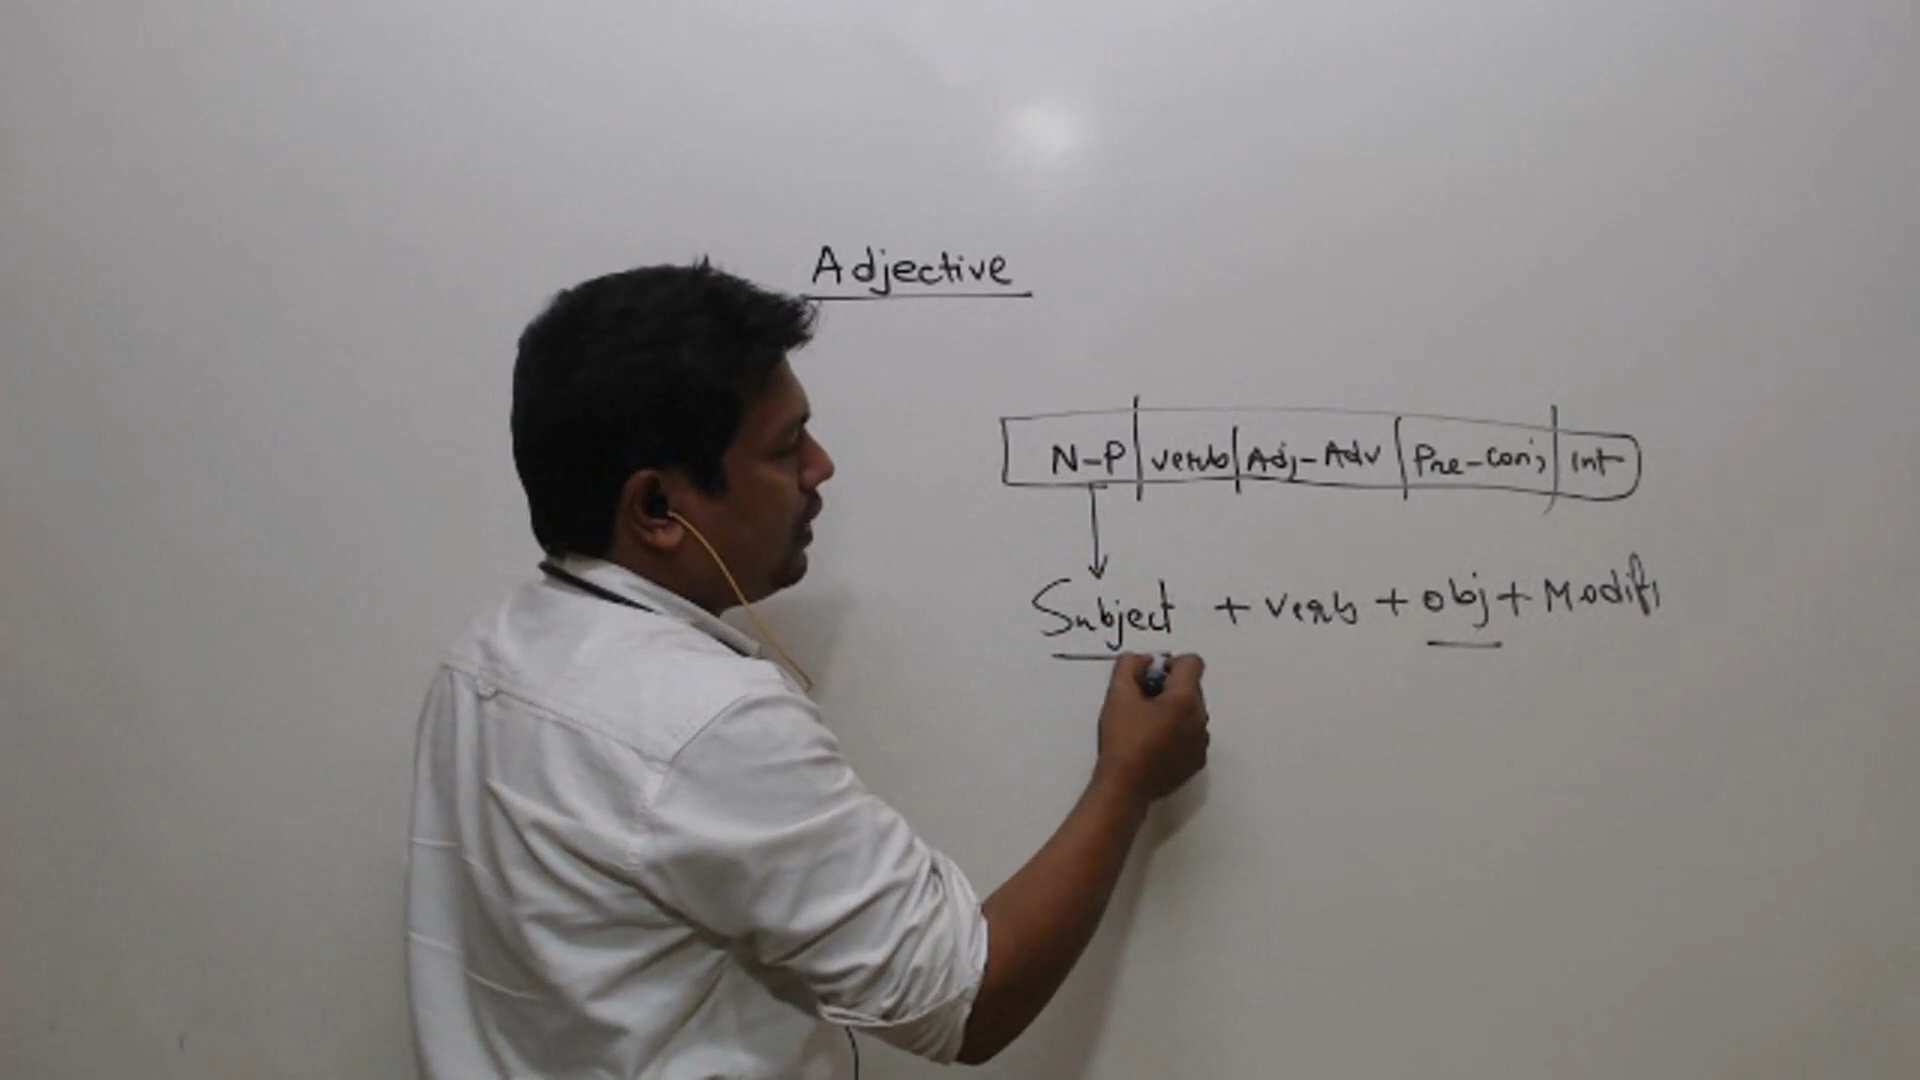 Adjective
N-P | verb | Adj-Adv | Pre-Conj | Int
Subject + verb + obj + Modifi